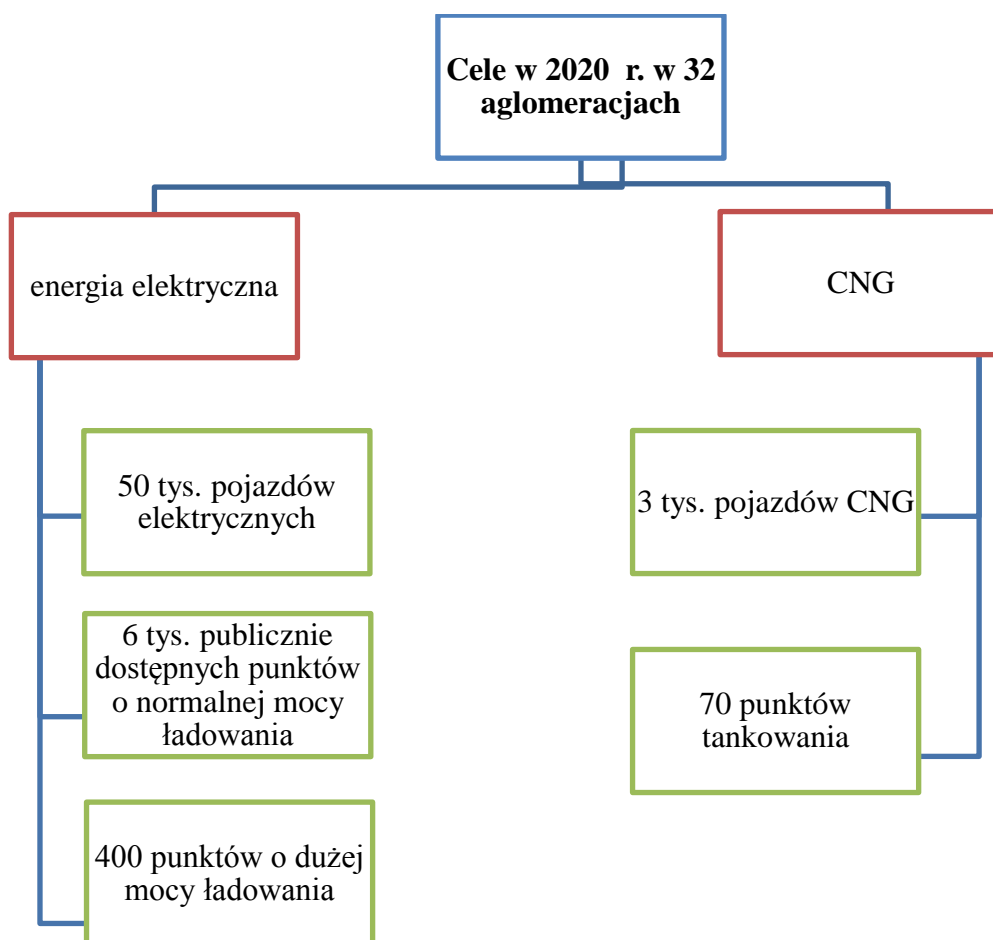 Cele w 2020 r. w 32
aglomeracjach
energia elektryczna
CNG
50 tys. pojazdów
elektrycznych
3 tys. pojazdów CNG
6 tys. publicznie
dostępnych punktów
o normalnej mocy
ładowania
70 punktów
tankowania
400 punktów o dużej
mocy ładowania